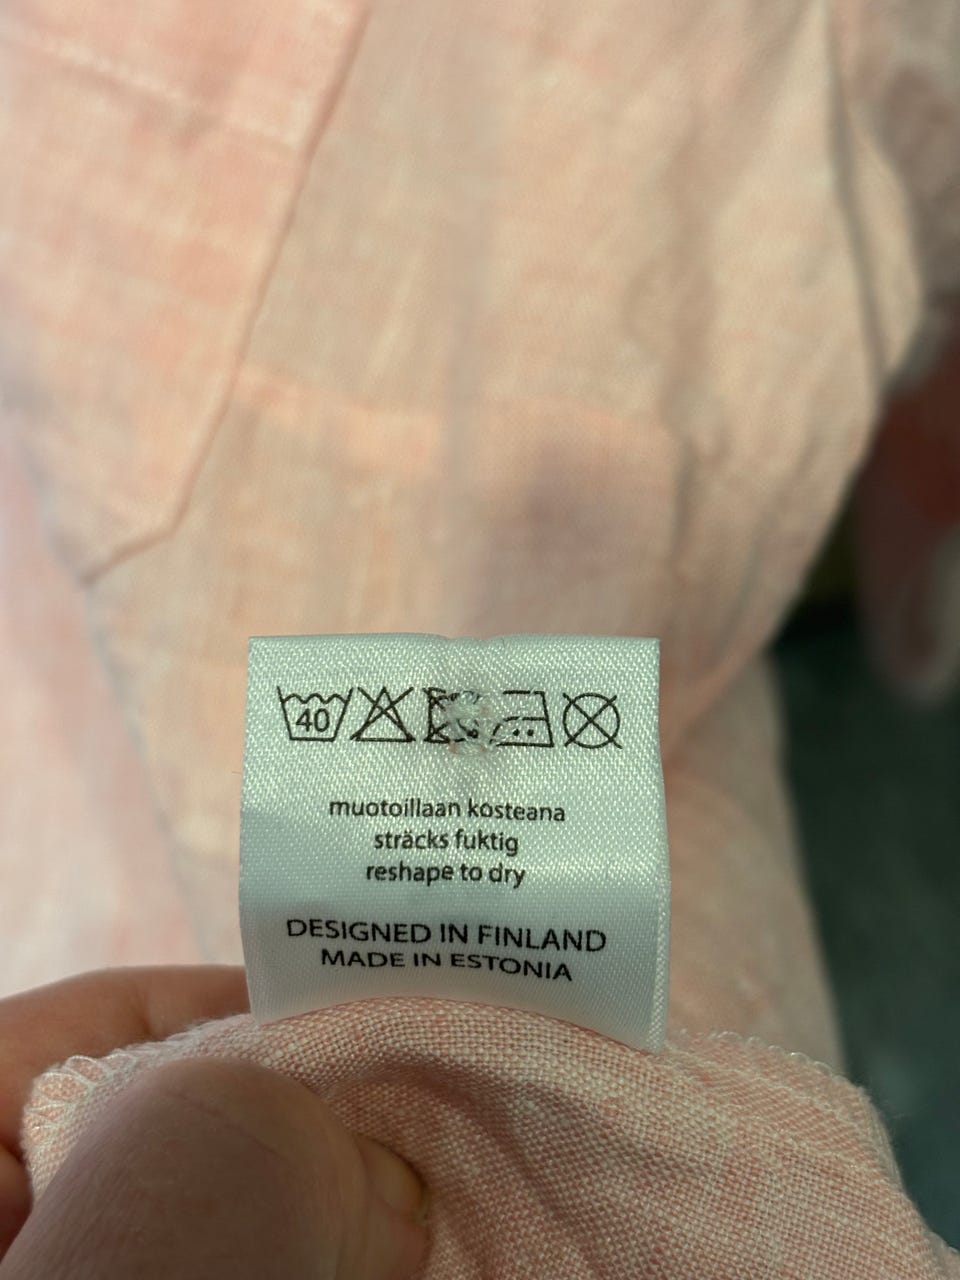 40
muotoillaan kosteana
sträcks fuktig
reshape to dry
DESIGNED IN FINLAND
MADE IN ESTONIA